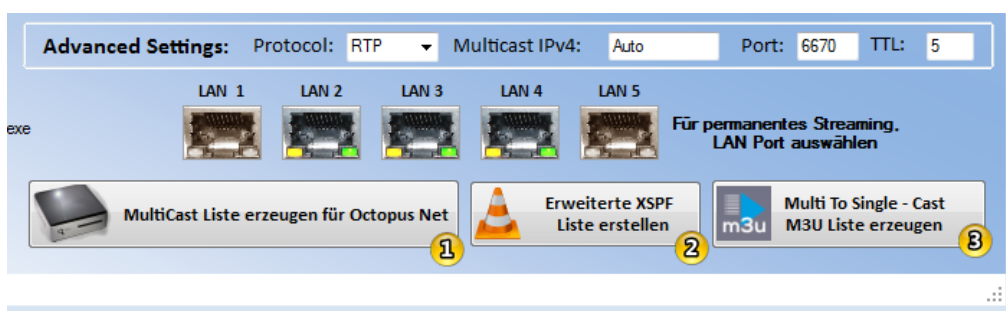 Advanced Settings: Protocol: RTP Multicast IPv4: Auto Port: 6670 TTL: 5
LAN 1 LAN 2 LAN 3 LAN 4 LAN 5
exe
Für permanentes Streaming,
LAN Port auswählen
MultiCast Liste erzeugen für Octopus Net
1
Erweiterte XSPF
Liste erstellen
2
m3u
Multi To Single - Cast
M3U Liste erzeugen
3